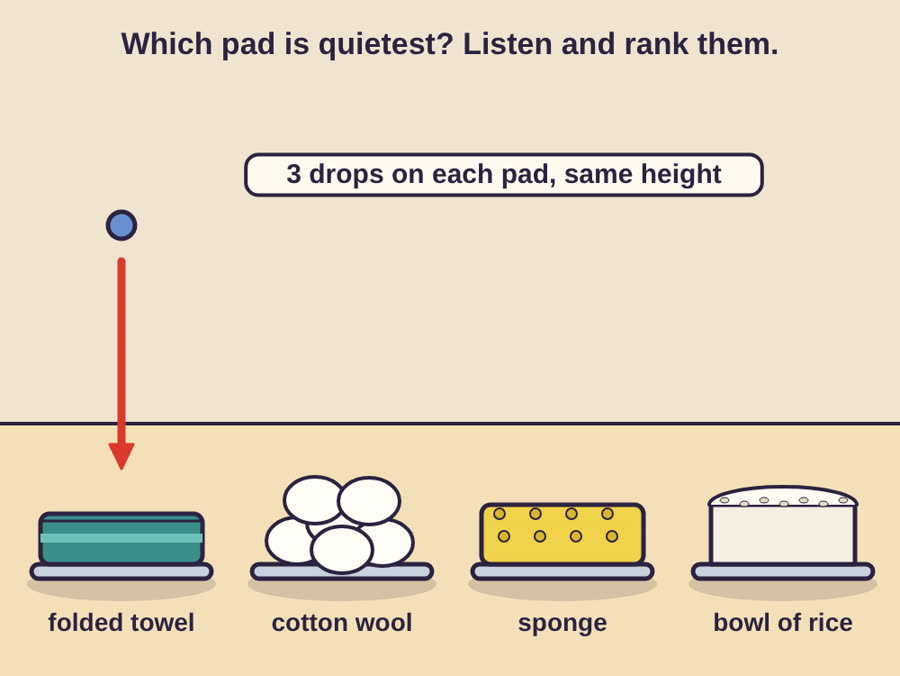 Which pad is quietest? Listen and rank them.
3 drops on each pad, same height
folded towel
cotton wool
sponge
bowl of rice